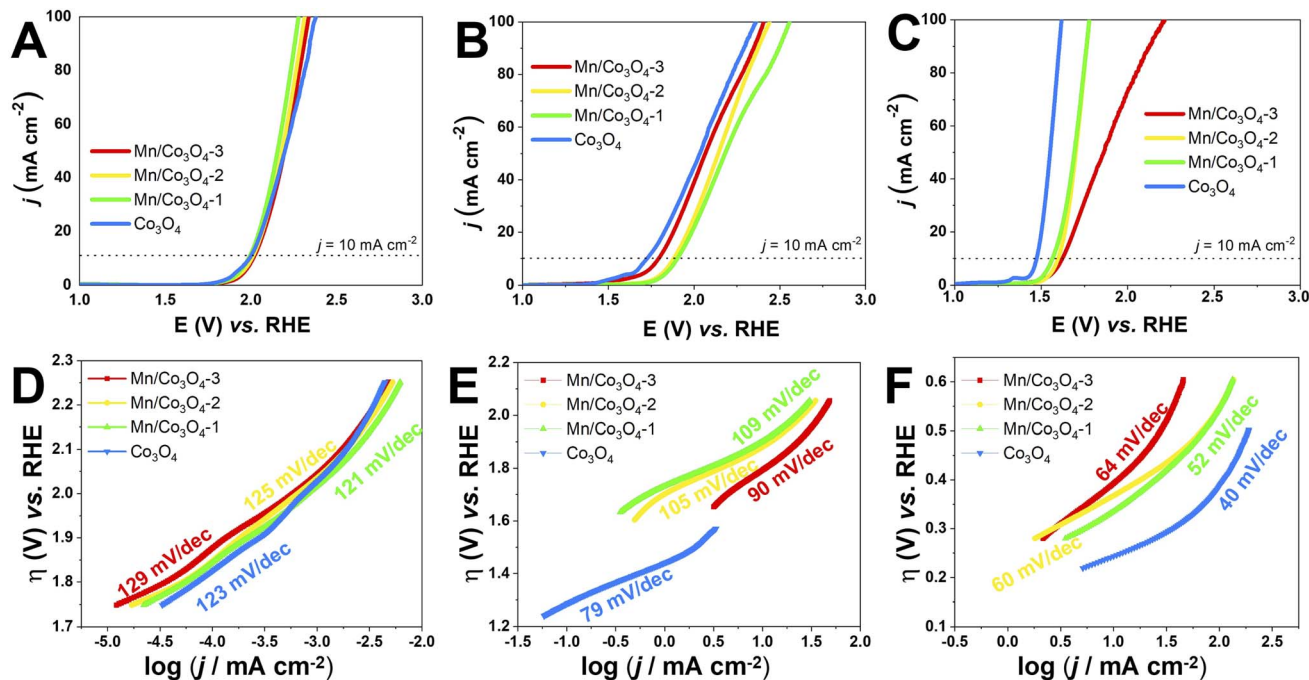 A
100
80
60
40
20
0
j (mA cm-2)
Mn/Co3O4-3
Mn/Co3O4-2
Mn/Co3O4-1
Co3O4
j = 10 mA cm-2
1.0 1.5 2.0 2.5 3.0
E (V) vs. RHE
B
100
80
60
40
20
0
j (mA cm-2)
Mn/Co3O4-3
Mn/Co3O4-2
Mn/Co3O4-1
Co3O4
j = 10 mA cm-2
1.0 1.5 2.0 2.5 3.0
E (V) vs. RHE
C
100
80
60
40
20
0
j (mA cm-2)
Mn/Co3O4-3
Mn/Co3O4-2
Mn/Co3O4-1
Co3O4
j = 10 mA cm-2
1.0 1.5 2.0 2.5 3.0
E (V) vs. RHE
D
2.3
2.2
2.1
2.0
1.9
1.8
1.7
η (V) vs. RHE
Mn/Co3O4-3
Mn/Co3O4-2
Mn/Co3O4-1
Co3O4
125 mV/dec
121 mV/dec
129 mV/dec
123 mV/dec
-5.0 -4.5 -4.0 -3.5 -3.0 -2.5 -2.0
log (j / mA cm-2)
E
2.2
2.0
1.8
1.6
1.4
1.2
η (V) vs. RHE
Mn/Co3O4-3
Mn/Co3O4-2
Mn/Co3O4-1
Co3O4
109 mV/dec
105 mV/dec
90 mV/dec
79 mV/dec
-1.5 -1.0 -0.5 0.0 0.5 1.0 1.5 2.0
log (j / mA cm-2)
F
0.6
0.5
0.4
0.3
0.2
0.1
η (V) vs. RHE
Mn/Co3O4-3
Mn/Co3O4-2
Mn/Co3O4-1
Co3O4
64 mV/dec
52 mV/dec
40 mV/dec
60 mV/dec
-0.5 0.0 0.5 1.0 1.5 2.0 2.5
log (j / mA cm-2)